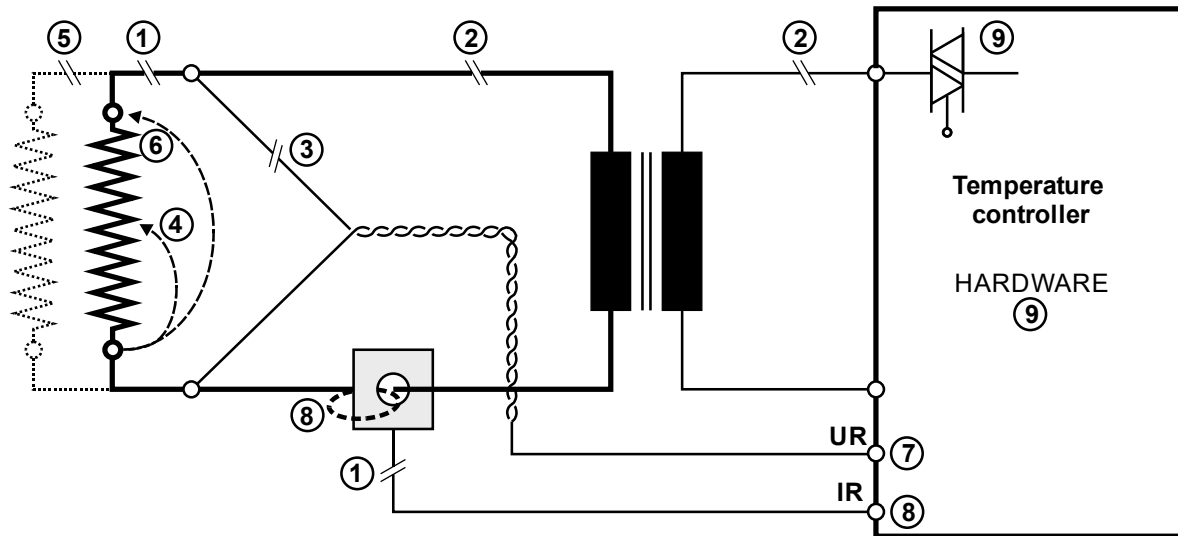 5 1 2 2 9
3
6
4
Temperature
controller
HARDWARE
9
8
UR 7
1
IR 8